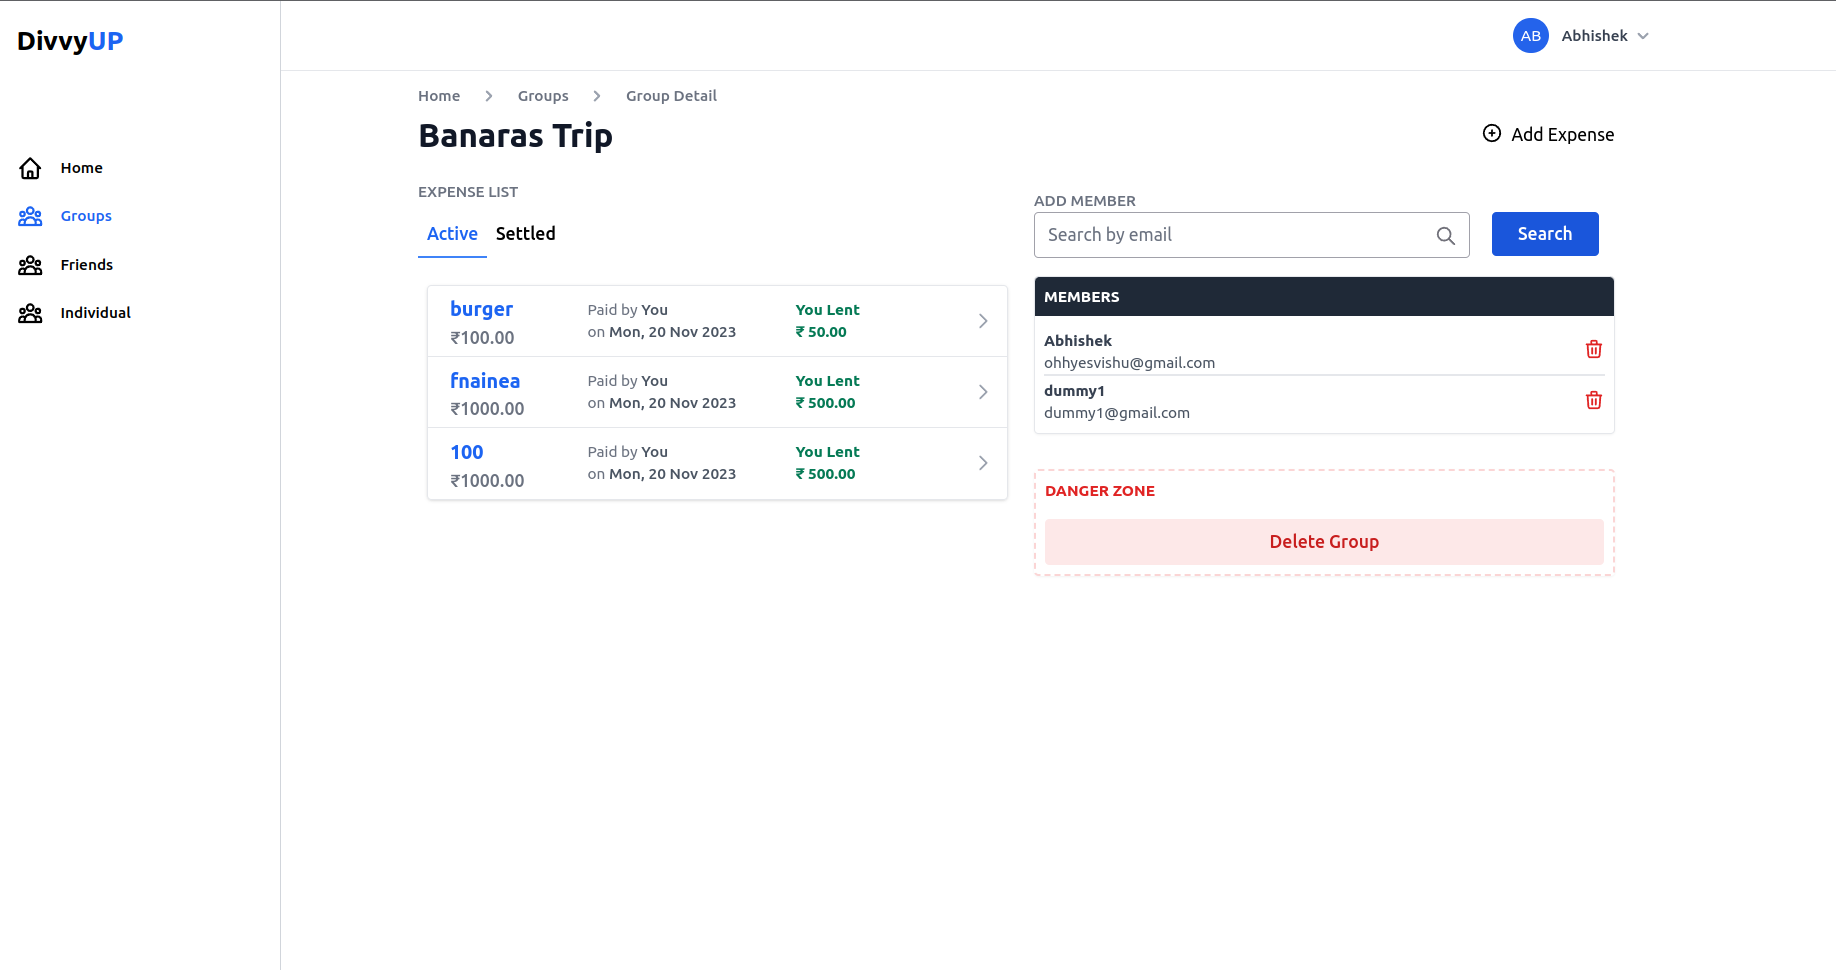 DivvyUP
AB Abhishek
Home
Groups
Friends
Individual
Home Groups Group Detail
Banaras Trip
Add Expense
EXPENSE LIST
Active Settled
burger
₹100.00
Paid by You
on Mon, 20 Nov 2023
You Lent
₹ 50.00
fnainea
₹1000.00
Paid by You
on Mon, 20 Nov 2023
You Lent
₹ 500.00
100
₹1000.00
Paid by You
on Mon, 20 Nov 2023
You Lent
₹ 500.00
ADD MEMBER
Search by email
Search
MEMBERS
Abhishek
ohhyesvishu@gmail.com
dummy1
dummy1@gmail.com
DANGER ZONE
Delete Group